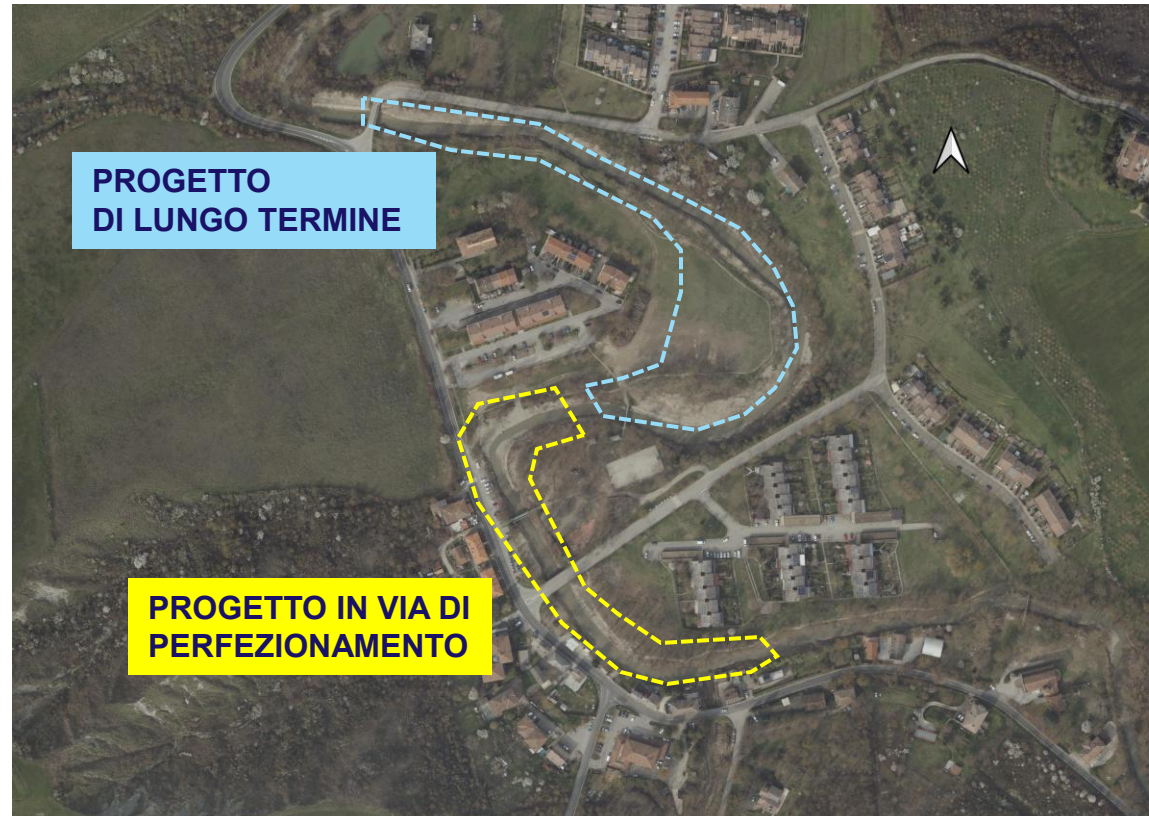 PROGETTO
DI LUNGO TERMINE
PROGETTO IN VIA DI
PERFEZIONAMENTO